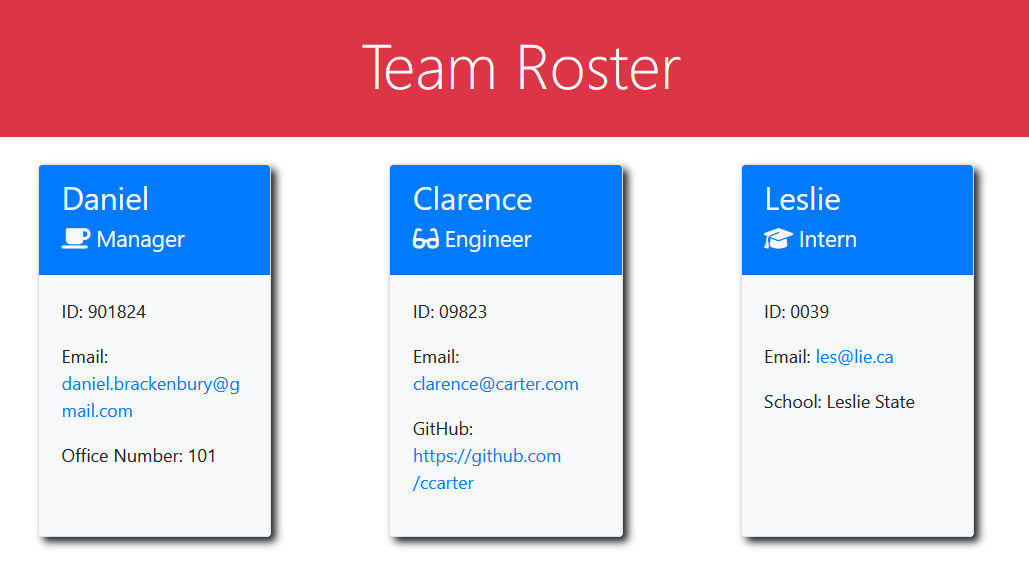 Team Roster
Daniel
Manager
ID: 901824
Email:
daniel.brackenbury@g
mail.com
Office Number: 101
Clarence
Engineer
ID: 09823
Email:
clarence@carter.com
GitHub:
https://github.com
/ccarter
Leslie
Intern
ID: 0039
Email: les@lie.ca
School: Leslie State